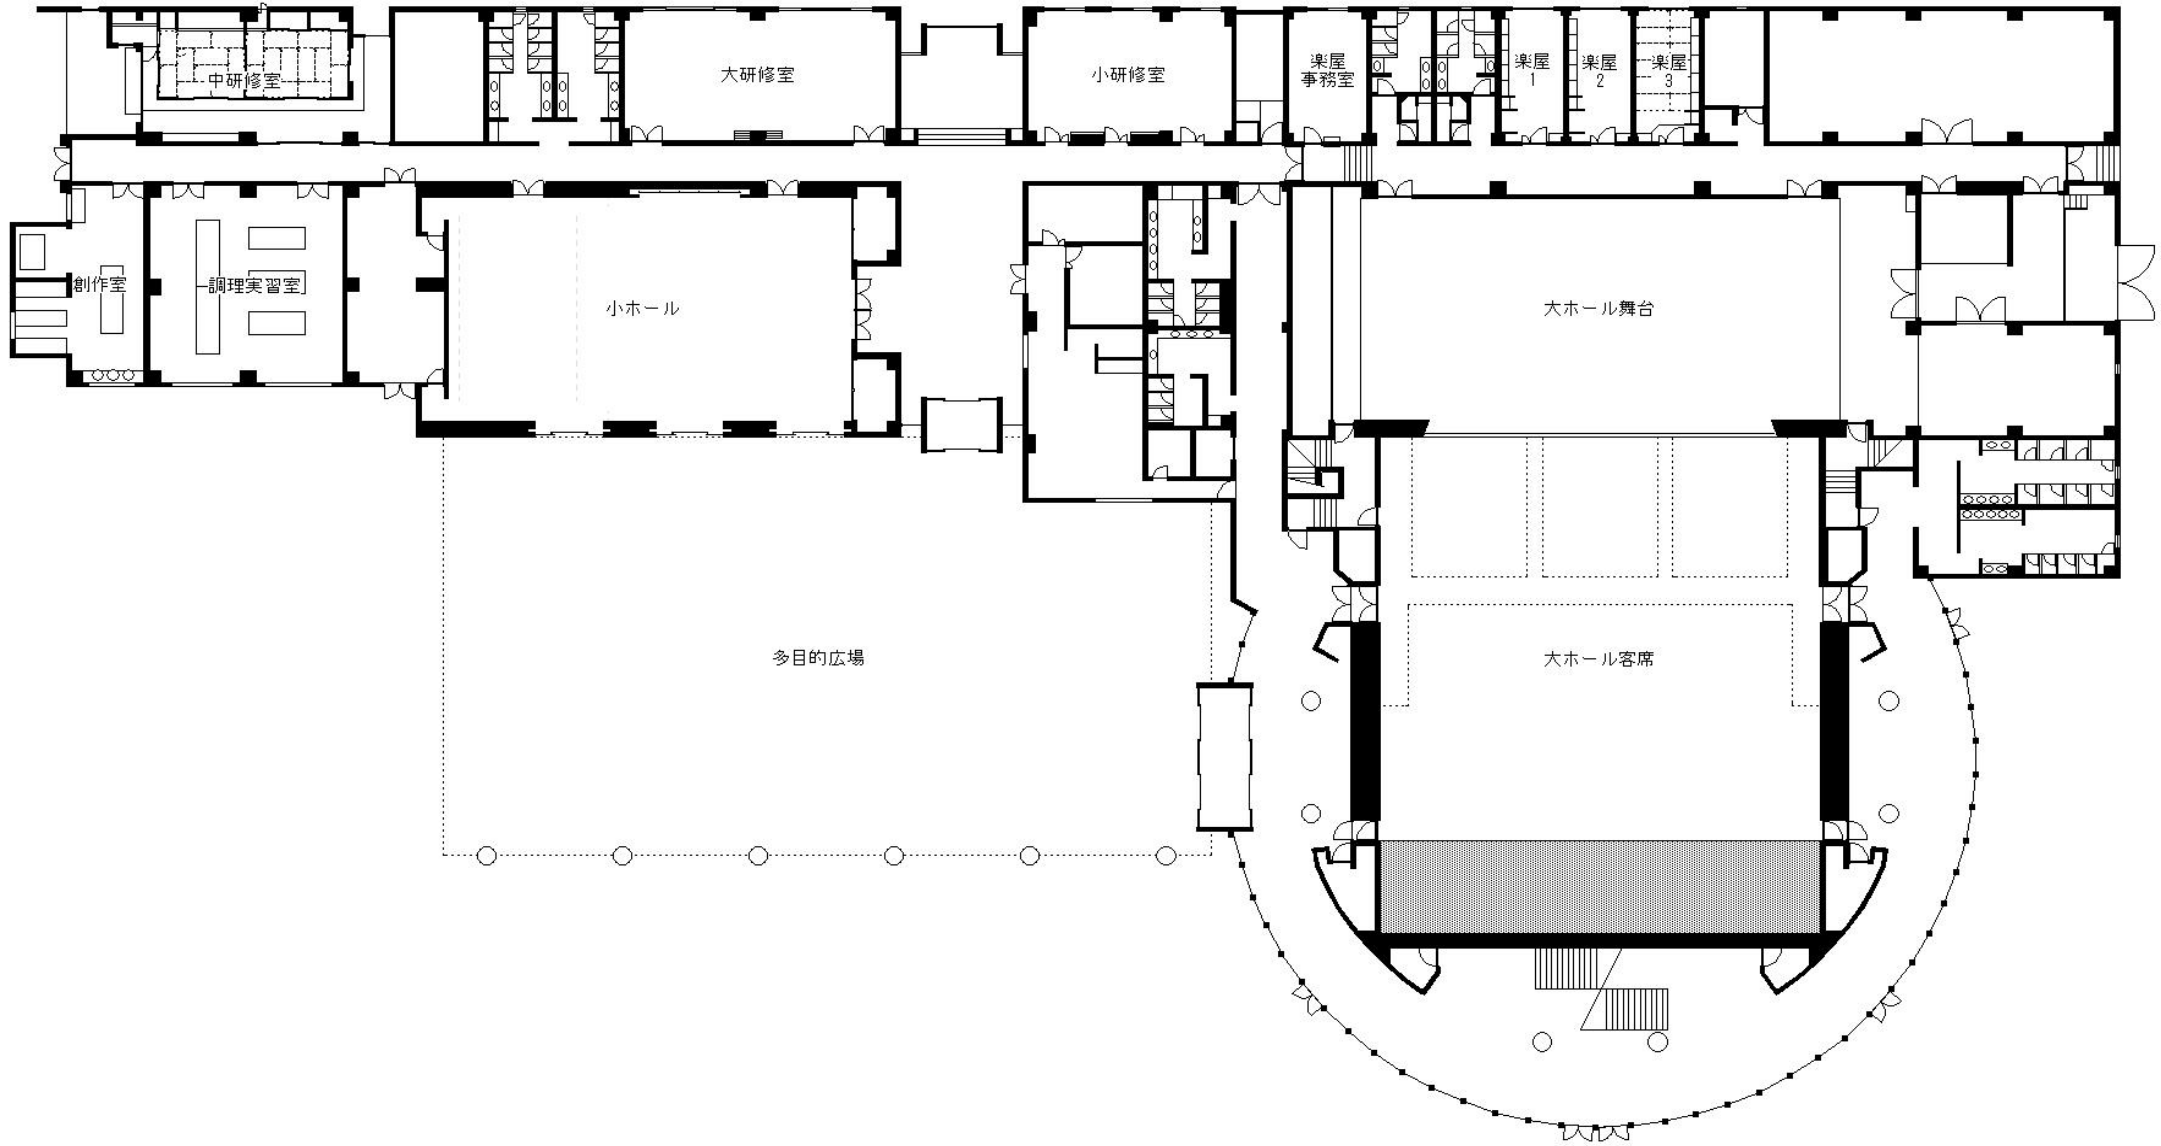 中研修室
大研修室
小研修室
楽屋
事務室
楽屋
1
楽屋
2
楽屋
3
創作室
調理実習室
小ホール
大ホール舞台
多目的広場
大ホール客席